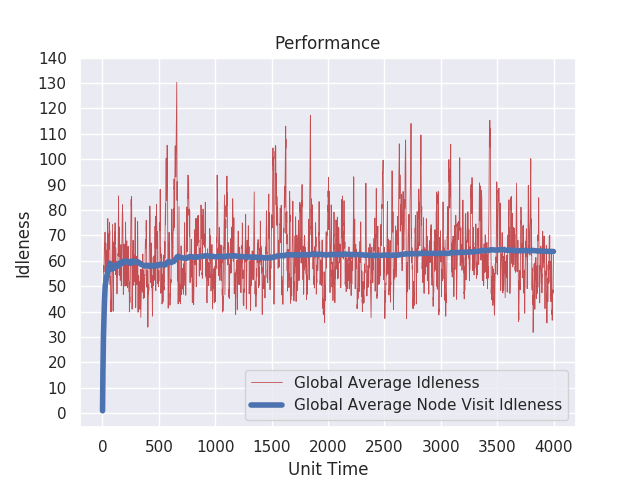 Performance
140
130
120
110
100
90
80
70
60
50
40
30
20
10
0
Idleness
Global Average Idleness
Global Average Node Visit Idleness
0 500 1000 1500 2000 2500 3000 3500 4000
Unit Time